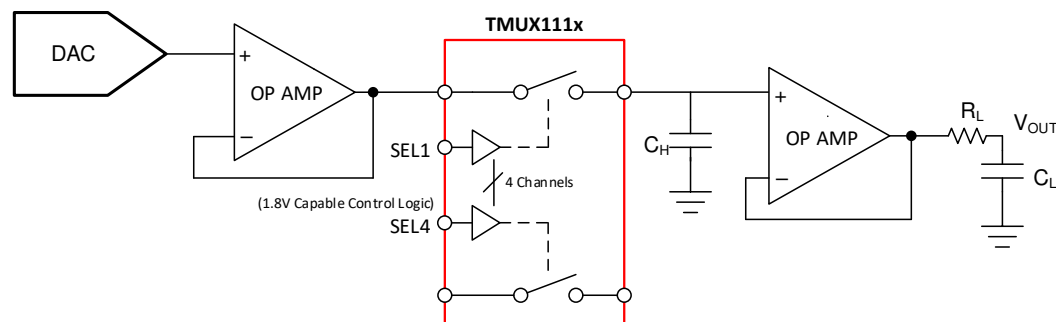 TMUX111x
DAC
+
OP AMP
−
+
OP AMP
−
R_L
V_OUT
C_H
C_L
SEL1
4 Channels
(1.8V Capable Control Logic)
SEL4